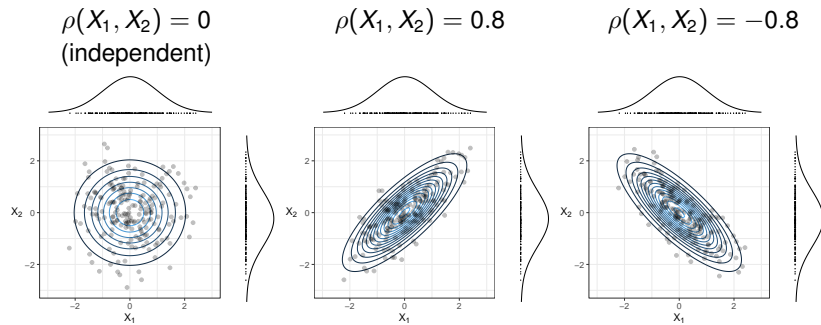 ρ(X₁, X₂) = 0
(independent)
2
0
−2
X₂
−2 0 2
X₁
ρ(X₁, X₂) = 0.8
2
0
−2
X₂
−2 0 2
X₁
ρ(X₁, X₂) = −0.8
2
0
−2
X₂
−2 0 2
X₁